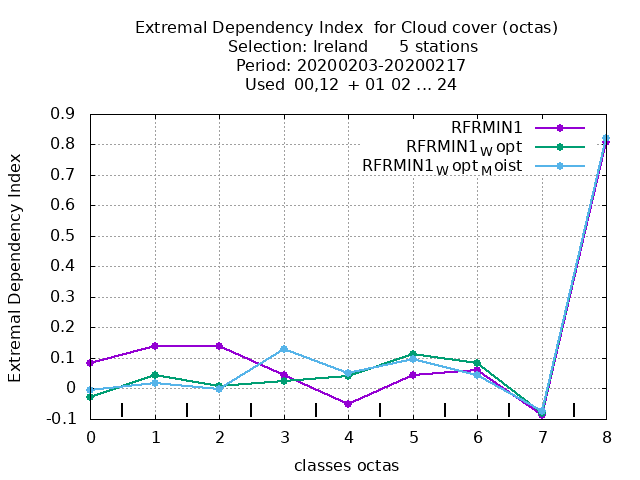 Extremal Dependency Index  for Cloud cover (octas)
Selection: Ireland      5 stations
Period: 20200203-20200217
Used  00,12  + 01 02 ... 24
RFRMIN1
RFRMIN1Wopt
RFRMIN1WoptMoist
Extremal Dependency Index
0.9
0.8
0.7
0.6
0.5
0.4
0.3
0.2
0.1
0
-0.1
0 1 2 3 4 5 6 7 8
classes octas